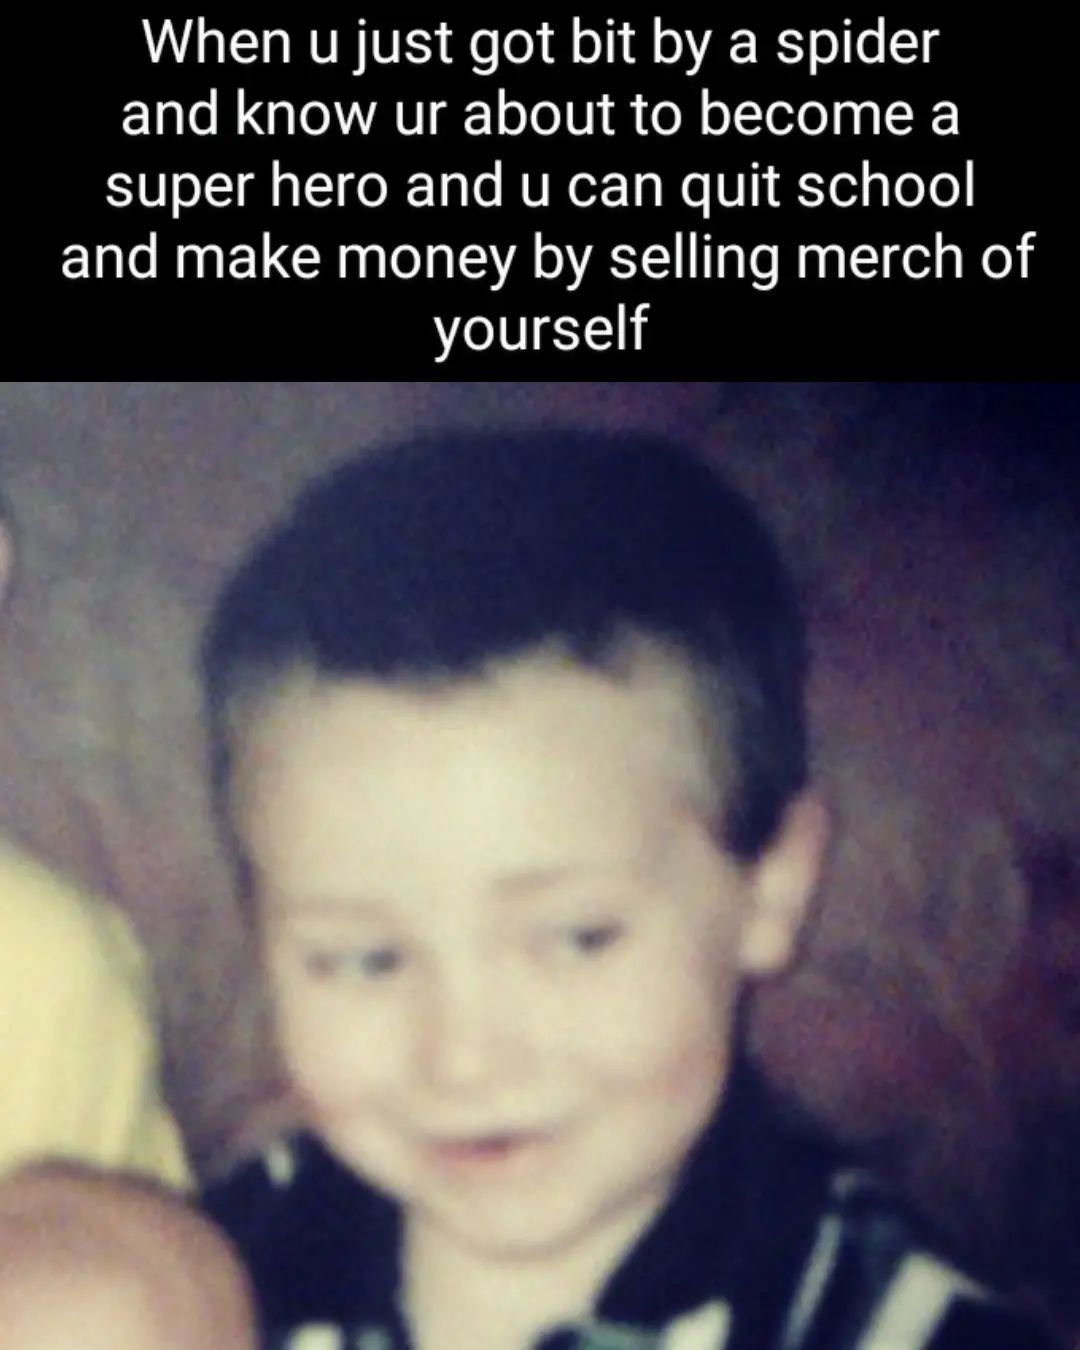 When u just got bit by a spider
and know ur about to become a
super hero and u can quit school
and make money by selling merch of
yourself